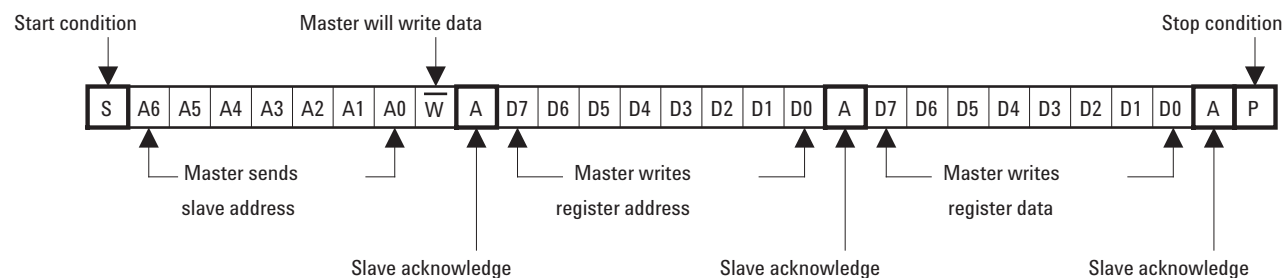 Start condition Master will write data Stop condition
S A6 A5 A4 A3 A2 A1 A0 W̅ A D7 D6 D5 D4 D3 D2 D1 D0 A D7 D6 D5 D4 D3 D2 D1 D0 A P
Master sends Master writes Master writes
slave address register address register data
Slave acknowledge Slave acknowledge Slave acknowledge